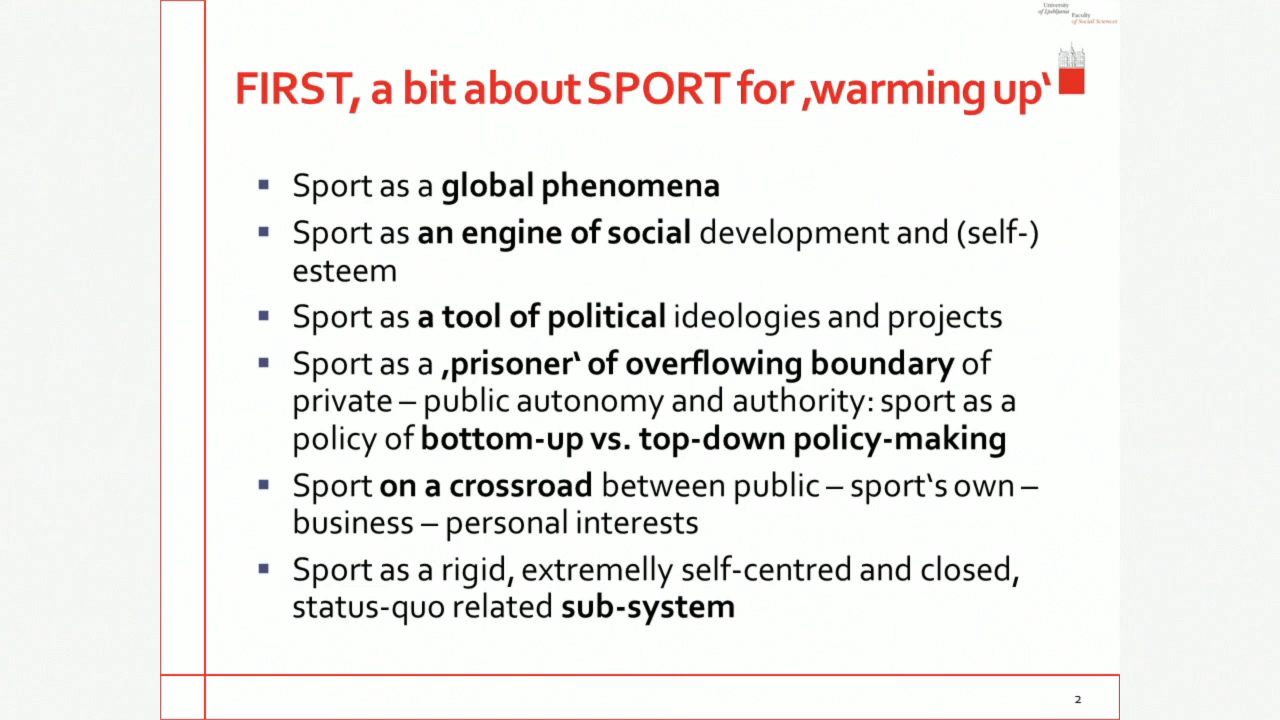 University
of Ljubljana
Faculty
of Social Sciences
FIRST, a bit about SPORT for ‚warming up‘
▪ Sport as a global phenomena
▪ Sport as an engine of social development and (self-)
esteem
▪ Sport as a tool of political ideologies and projects
▪ Sport as a ‚prisoner‘ of overflowing boundary of
private – public autonomy and authority: sport as a
policy of bottom-up vs. top-down policy-making
▪ Sport on a crossroad between public – sport‘s own –
business – personal interests
▪ Sport as a rigid, extremelly self-centred and closed,
status-quo related sub-system
2